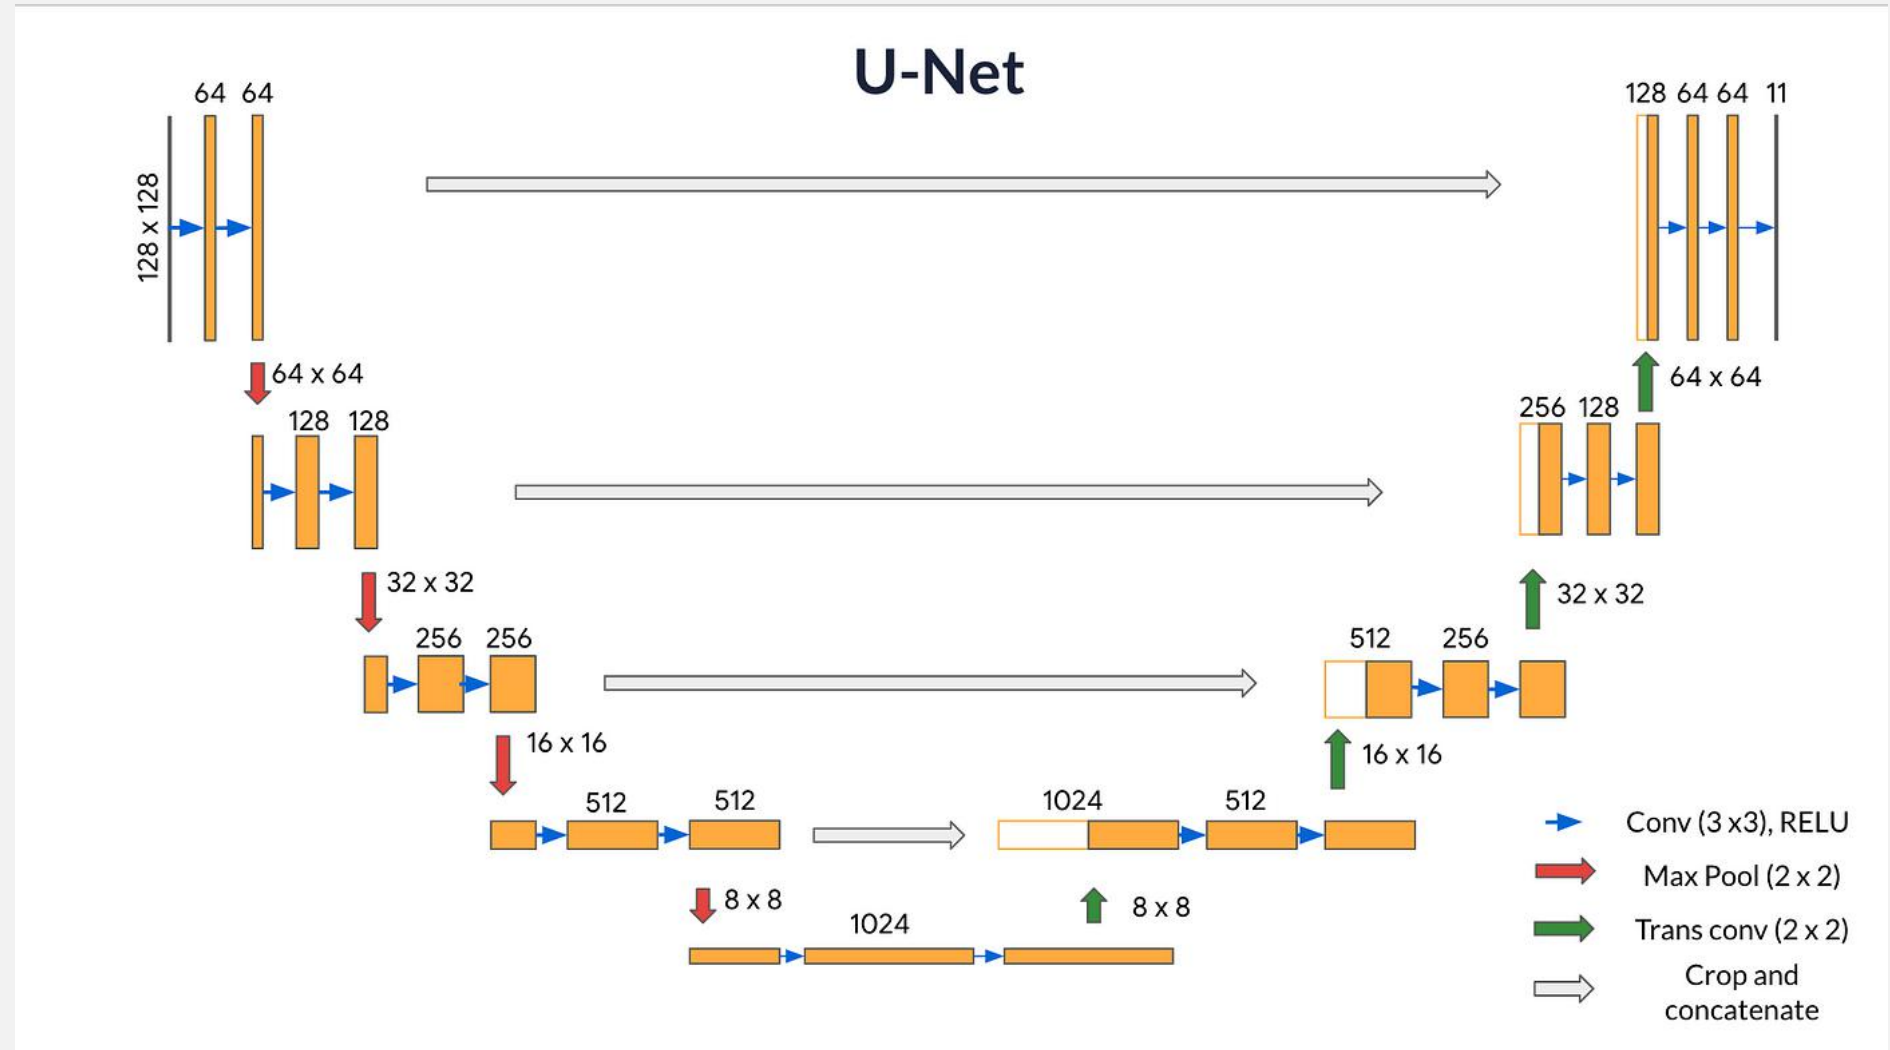 U-Net
64 64
128 64 64 11
128 x 128
64 x 64
64 x 64
128 128
256 128
32 x 32
32 x 32
256 256
512 256
16 x 16
16 x 16
512 512
1024 512
8 x 8
8 x 8
1024
Conv (3 x3), RELU
Max Pool (2 x 2)
Trans conv (2 x 2)
Crop and
concatenate